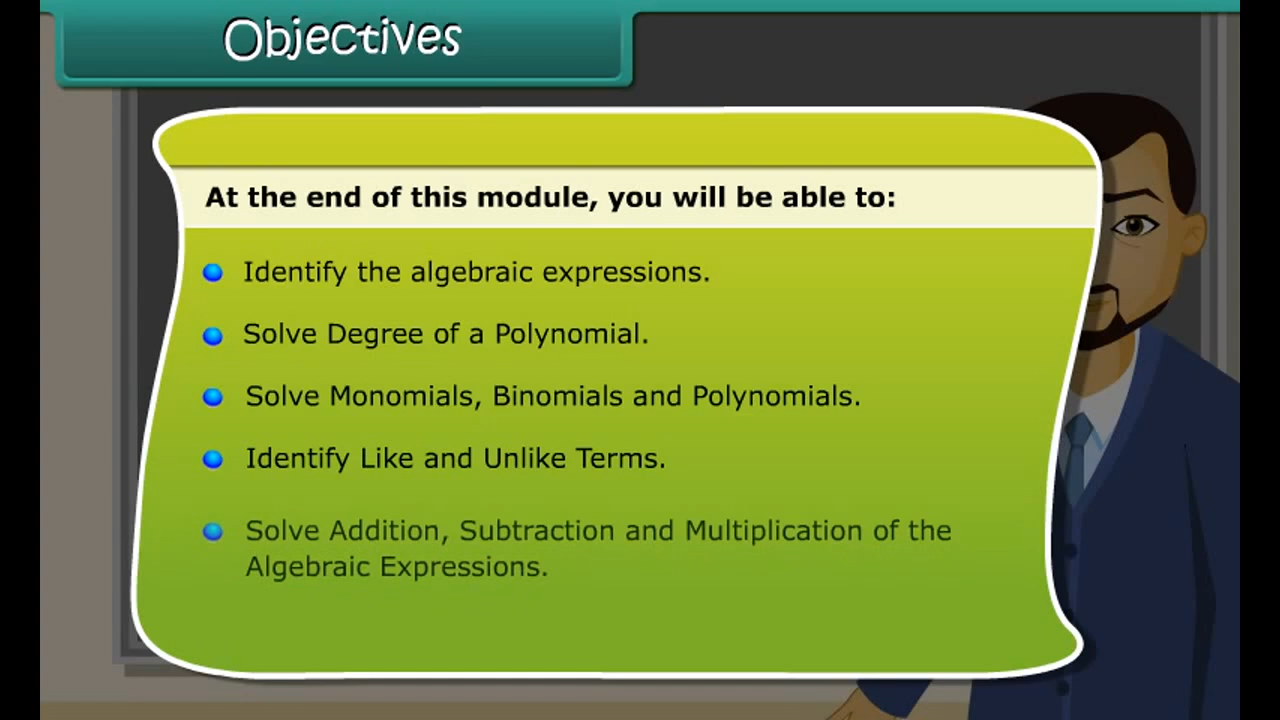 Objectives
At the end of this module, you will be able to:
Identify the algebraic expressions.
Solve Degree of a Polynomial.
Solve Monomials, Binomials and Polynomials.
Identify Like and Unlike Terms.
Solve Addition, Subtraction and Multiplication of the
Algebraic Expressions.